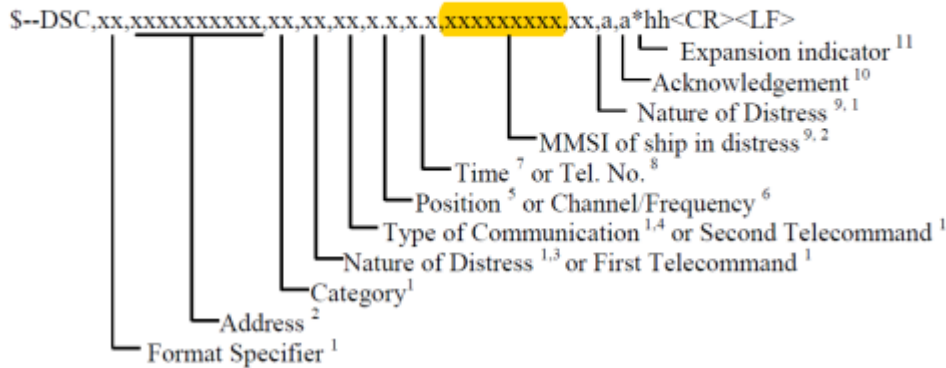 $--DSC,xx,xxxxxxxxxx,xx,xx,xx,x.x,x.x,xxxxxxxxx,xx,a,a*hh<CR><LF>
Expansion indicator 11
Acknowledgement 10
Nature of Distress 9, 1
MMSI of ship in distress 9, 2
Time 7 or Tel. No. 8
Position 5 or Channel/Frequency 6
Type of Communication 1,4 or Second Telecommand 1
Nature of Distress 1,3 or First Telecommand 1
Category1
Address 2
Format Specifier 1